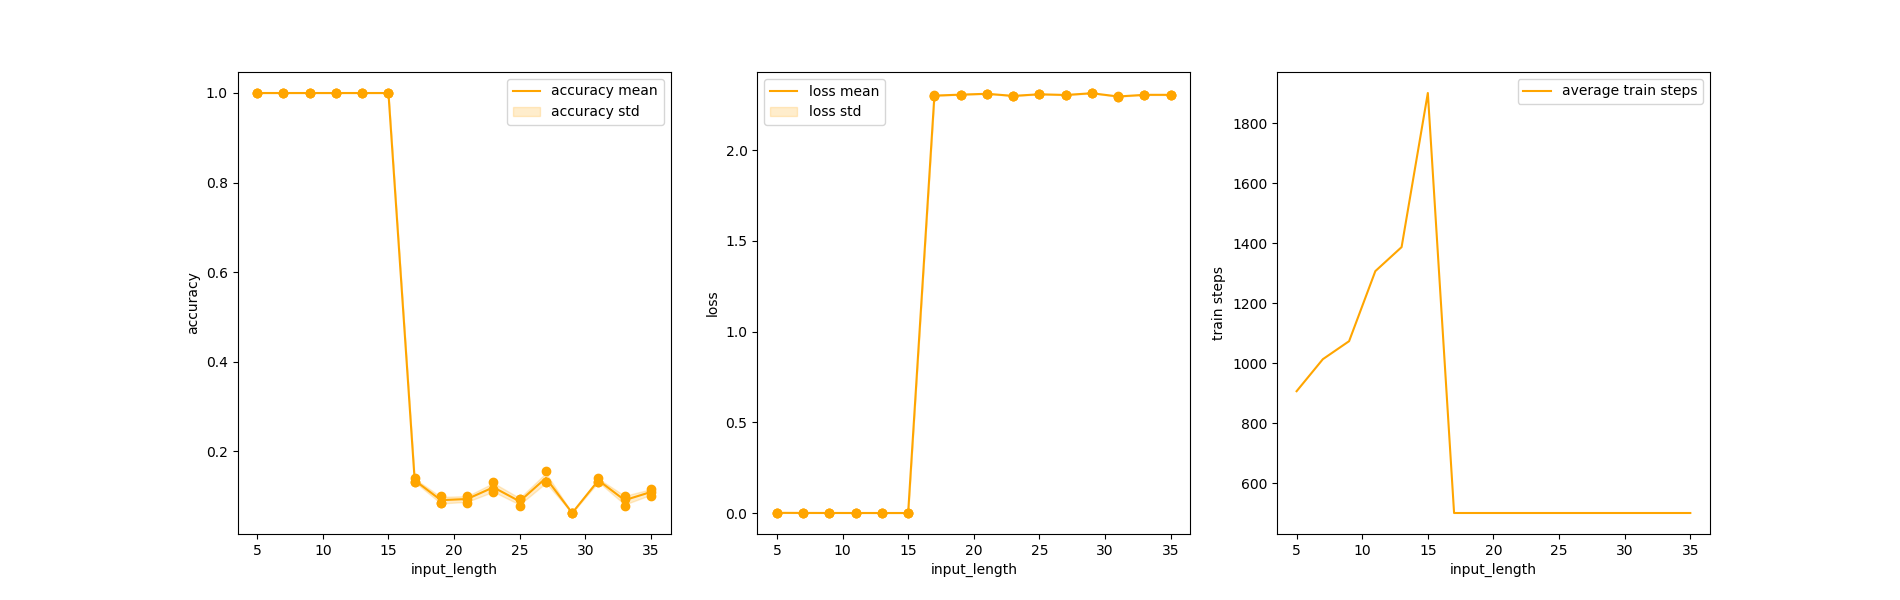 accuracy mean
accuracy std
1.0
0.8
0.6
0.4
0.2
accuracy
5 10 15 20 25 30 35
input_length
loss mean
loss std
2.0
1.5
1.0
0.5
0.0
loss
5 10 15 20 25 30 35
input_length
average train steps
1800
1600
1400
1200
1000
800
600
train steps
5 10 15 20 25 30 35
input_length